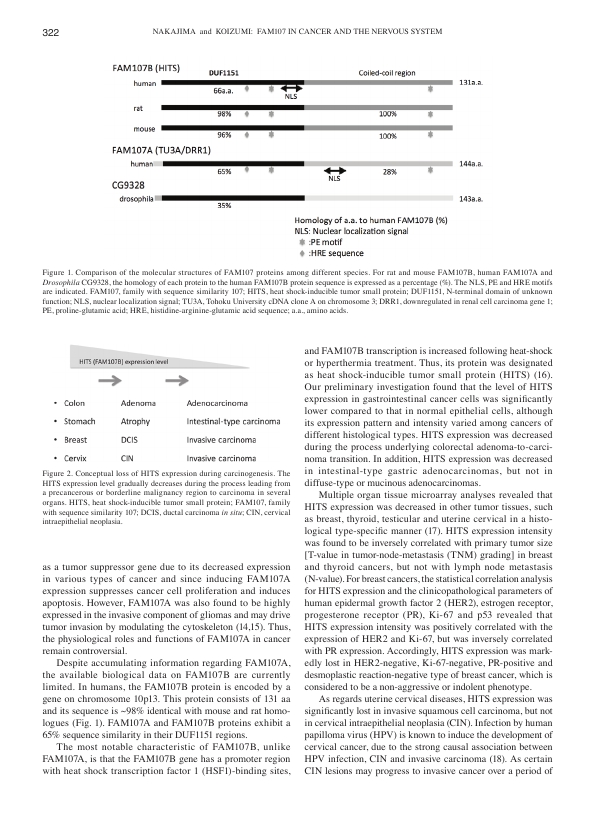 322
NAKAJIMA and KOIZUMI: FAM107 IN CANCER AND THE NERVOUS SYSTEM
FAM107B (HITS)
DUF1151
Coiled-coil region
human
131a.a.
66a.a.
NLS
rat
98%
100%
mouse
96%
100%
FAM107A (TU3A/DRR1)
human
144a.a.
65%
NLS
28%
CG9328
drosophila
143a.a.
35%
Homology of a.a. to human FAM107B (%)
NLS: Nuclear localization signal
:PE motif
:HRE sequence
Figure 1. Comparison of the molecular structures of FAM107 proteins among different species. For rat and mouse FAM107B, human FAM107A and
Drosophila CG9328, the homology of each protein to the human FAM107B protein sequence is expressed as a percentage (%). The NLS, PE and HRE motifs
are indicated. FAM107, family with sequence similarity 107; HITS, heat shock-inducible tumor small protein; DUF1151, N-terminal domain of unknown
function; NLS, nuclear localization signal; TU3A, Tohoku University cDNA clone A on chromosome 3; DRR1, downregulated in renal cell carcinoma gene 1;
PE, proline-glutamic acid; HRE, histidine-arginine-glutamic acid sequence; a.a., amino acids.
HITS (FAM107B) expression level
• Colon Adenoma Adenocarcinoma
• Stomach Atrophy Intestinal-type carcinoma
• Breast DCIS Invasive carcinoma
• Cervix CIN Invasive carcinoma
Figure 2. Conceptual loss of HITS expression during carcinogenesis. The
HITS expression level gradually decreases during the process leading from
a precancerous or borderline malignancy region to carcinoma in several
organs. HITS, heat shock-inducible tumor small protein; FAM107, family
with sequence similarity 107; DCIS, ductal carcinoma in situ; CIN, cervical
intraepithelial neoplasia.
as a tumor suppressor gene due to its decreased expression
in various types of cancer and since inducing FAM107A
expression suppresses cancer cell proliferation and induces
apoptosis. However, FAM107A was also found to be highly
expressed in the invasive component of gliomas and may drive
tumor invasion by modulating the cytoskeleton (14,15). Thus,
the physiological roles and functions of FAM107A in cancer
remain controversial.
Despite accumulating information regarding FAM107A,
the available biological data on FAM107B are currently
limited. In humans, the FAM107B protein is encoded by a
gene on chromosome 10p13. This protein consists of 131 aa
and its sequence is ~98% identical with mouse and rat homo-
logues (Fig. 1). FAM107A and FAM107B proteins exhibit a
65% sequence similarity in their DUF1151 regions.
The most notable characteristic of FAM107B, unlike
FAM107A, is that the FAM107B gene has a promoter region
with heat shock transcription factor 1 (HSF1)-binding sites,
and FAM107B transcription is increased following heat-shock
or hyperthermia treatment. Thus, its protein was designated
as heat shock-inducible tumor small protein (HITS) (16).
Our preliminary investigation found that the level of HITS
expression in gastrointestinal cancer cells was significantly
lower compared to that in normal epithelial cells, although
its expression pattern and intensity varied among cancers of
different histological types. HITS expression was decreased
during the process underlying colorectal adenoma-to-carci-
noma transition. In addition, HITS expression was decreased
in intestinal-type gastric adenocarcinomas, but not in
diffuse-type or mucinous adenocarcinomas.
Multiple organ tissue microarray analyses revealed that
HITS expression was decreased in other tumor tissues, such
as breast, thyroid, testicular and uterine cervical in a histo-
logical type-specific manner (17). HITS expression intensity
was found to be inversely correlated with primary tumor size
[T-value in tumor-node-metastasis (TNM) grading] in breast
and thyroid cancers, but not with lymph node metastasis
(N-value). For breast cancers, the statistical correlation analysis
for HITS expression and the clinicopathological parameters of
human epidermal growth factor 2 (HER2), estrogen receptor,
progesterone receptor (PR), Ki-67 and p53 revealed that
HITS expression intensity was positively correlated with the
expression of HER2 and Ki-67, but was inversely correlated
with PR expression. Accordingly, HITS expression was mark-
edly lost in HER2-negative, Ki-67-negative, PR-positive and
desmoplastic reaction-negative type of breast cancer, which is
considered to be a non-aggressive or indolent phenotype.
As regards uterine cervical diseases, HITS expression was
significantly lost in invasive squamous cell carcinoma, but not
in cervical intraepithelial neoplasia (CIN). Infection by human
papilloma virus (HPV) is known to induce the development of
cervical cancer, due to the strong causal association between
HPV infection, CIN and invasive carcinoma (18). As certain
CIN lesions may progress to invasive cancer over a period of